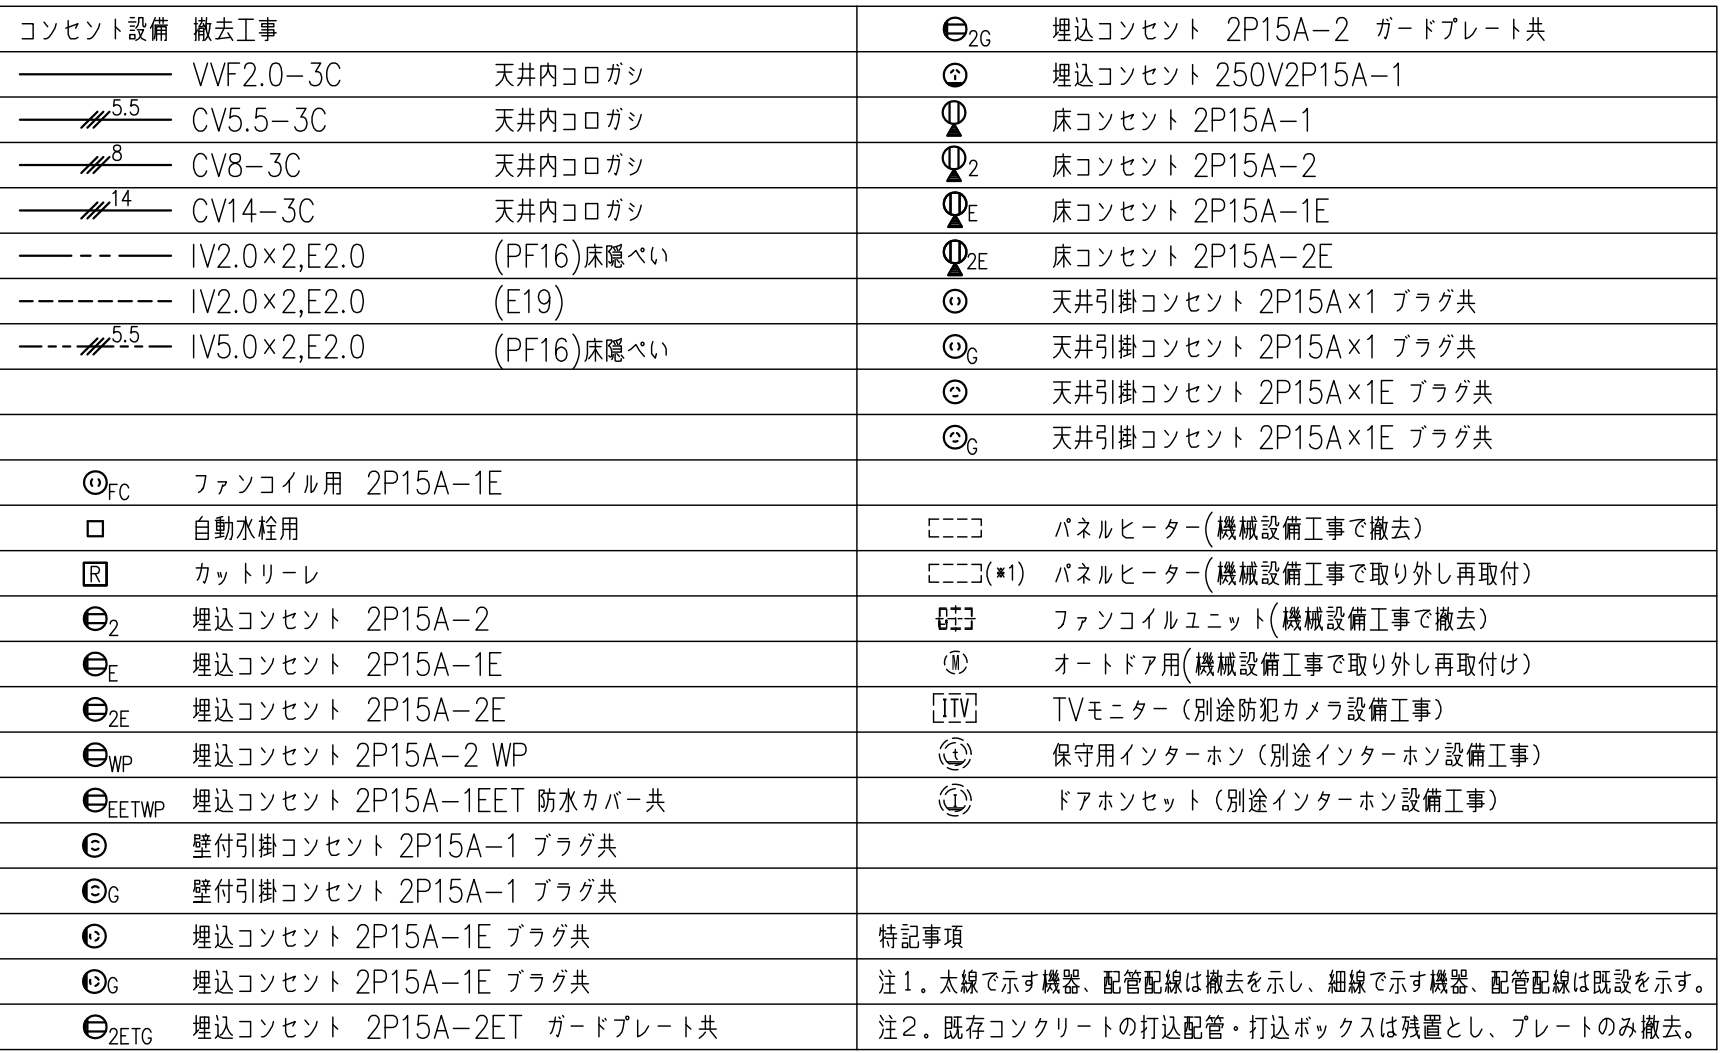 コンセント設備 撤去工事
VVF2.0-3C 天井内コロガシ
5.5 CV5.5-3C 天井内コロガシ
8 CV8-3C 天井内コロガシ
14 CV14-3C 天井内コロガシ
IV2.0×2,E2.0 (PF16)床隠ぺい
IV2.0×2,E2.0 (E19)
5.5 IV5.0×2,E2.0 (PF16)床隠ぺい
FC ファンコイル用 2P15A-1E
自動水栓用
R カットリーレ
2 埋込コンセント 2P15A-2
E 埋込コンセント 2P15A-1E
2E 埋込コンセント 2P15A-2E
WP 埋込コンセント 2P15A-2 WP
EETWP 埋込コンセント 2P15A-1EET 防水カバー共
壁付引掛コンセント 2P15A-1 プラグ共
G 壁付引掛コンセント 2P15A-1 プラグ共
埋込コンセント 2P15A-1E プラグ共
G 埋込コンセント 2P15A-1E プラグ共
2ETG 埋込コンセント 2P15A-2ET ガードプレート共
2G 埋込コンセント 2P15A-2 ガードプレート共
埋込コンセント 250V2P15A-1
床コンセント 2P15A-1
2 床コンセント 2P15A-2
E 床コンセント 2P15A-1E
2E 床コンセント 2P15A-2E
天井引掛コンセント 2P15A×1 プラグ共
G 天井引掛コンセント 2P15A×1 プラグ共
天井引掛コンセント 2P15A×1E プラグ共
G 天井引掛コンセント 2P15A×1E プラグ共
パネルヒーター(機械設備工事で撤去)
(*1) パネルヒーター(機械設備工事で取り外し再取付)
ファンコイルユニット(機械設備工事で撤去)
M オートドア用(機械設備工事で取り外し再取付け)
ITV TVモニター(別途防犯カメラ設備工事)
t 保守用インターホン(別途インターホン設備工事)
ドアホンセット(別途インターホン設備工事)
特記事項
注1。太線で示す機器、配管配線は撤去を示し、細線で示す機器、配管配線は既設を示す。
注2。既存コンクリートの打込配管・打込ボックスは残置とし、プレートのみ撤去。